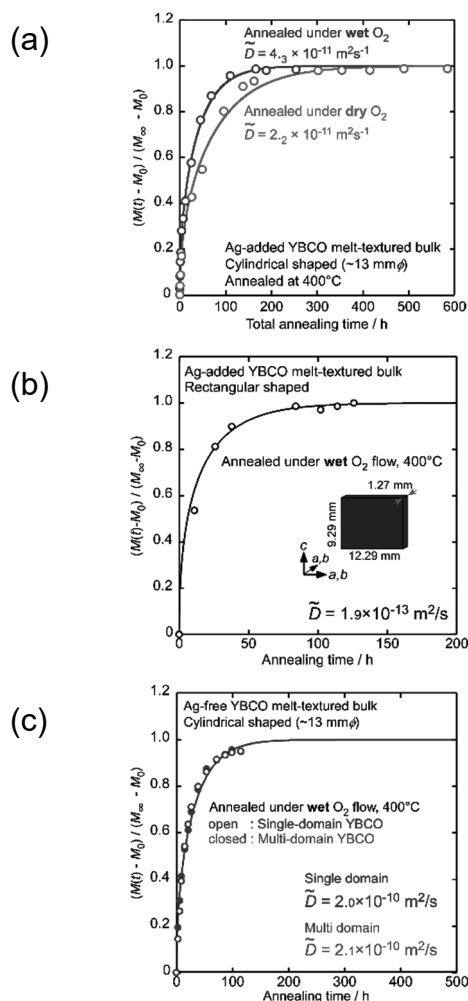 (a)
Annealed under wet O₂
D̃ = 4.₃ × 10⁻¹¹ m²s⁻¹
Annealed under dry O₂
D̃ = 2.₂ × 10⁻¹¹ m²s⁻¹
Ag-added YBCO melt-textured bulk
Cylindrical shaped (~13 mmϕ)
Annealed at 400°C
(M(t) - M₀) / (M∞ - M₀)
1.0
0.8
0.6
0.4
0.2
0
0 100 200 300 400 500 600
Total annealing time / h
(b)
Ag-added YBCO melt-textured bulk
Rectangular shaped
Annealed under wet O₂ flow, 400°C
1.27 mm
9.29 mm
12.29 mm
c
a,b
a,b
D̃ = 1.₉×10⁻¹³ m²/s
(M(t)-M₀) / (M∞-M₀)
1.0
0.8
0.6
0.4
0.2
0
0 50 100 150 200
Annealing time / h
(c)
Ag-free YBCO melt-textured bulk
Cylindrical shaped (~13 mmϕ)
Annealed under wet O₂ flow, 400°C
open : Single-domain YBCO
closed : Multi-domain YBCO
Single domain
D̃ = 2.₀×10⁻¹⁰ m²/s
Multi domain
D̃ = 2.₁×10⁻¹⁰ m²/s
(M(t) - M₀) / (M∞ - M₀)
1.0
0.8
0.6
0.4
0.2
0
0 100 200 300 400 500
Annealing time / h